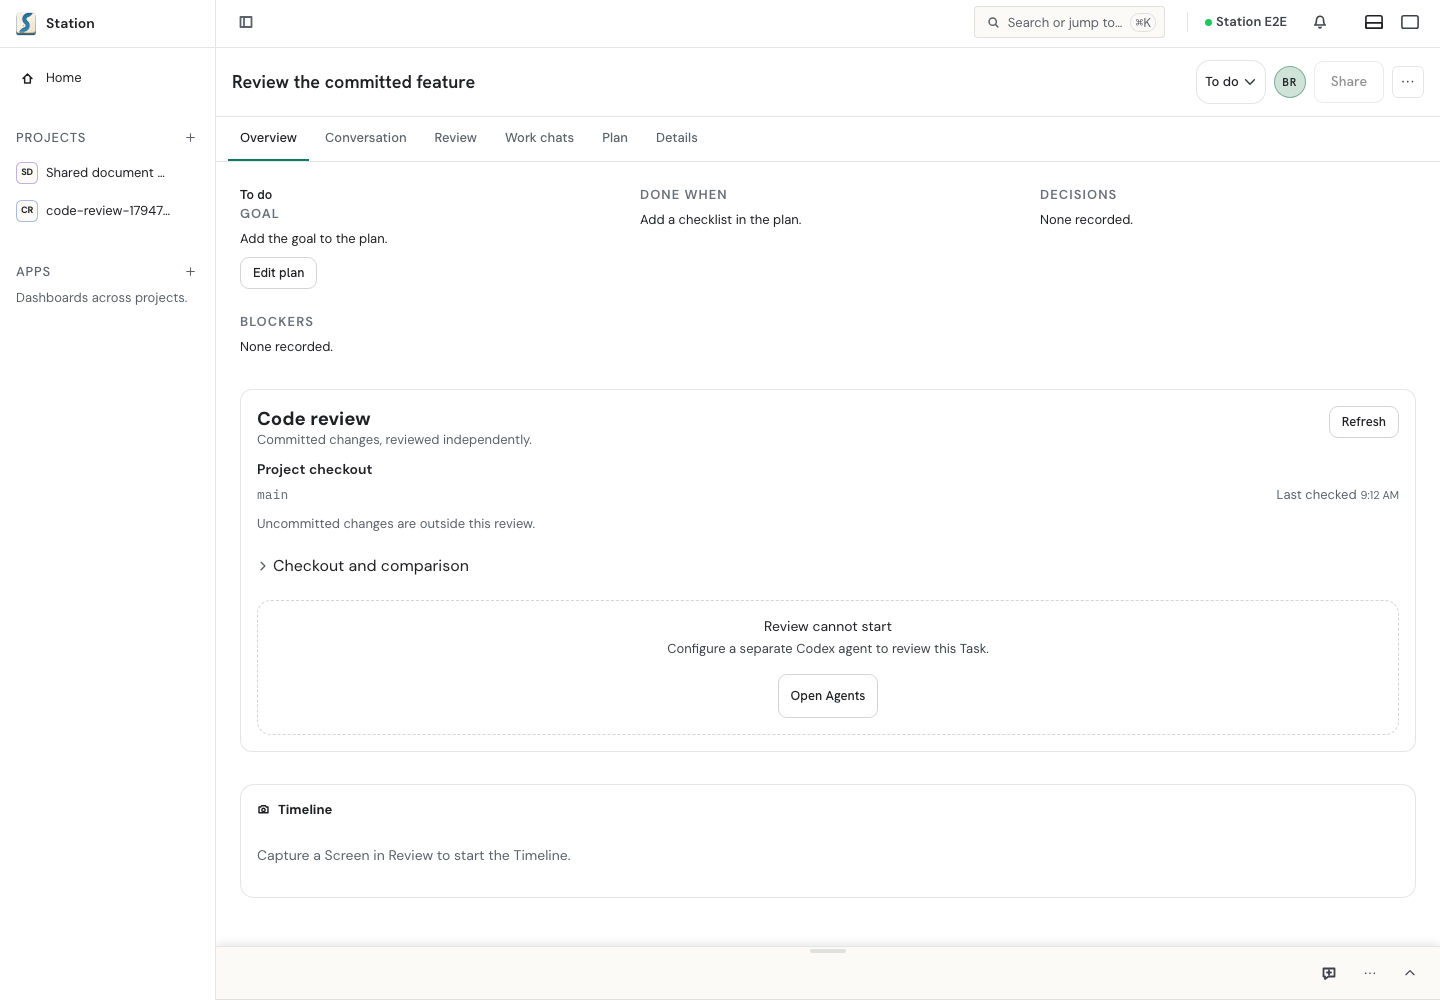 Station
Search or jump to...
⌘K
Station E2E
Home
PROJECTS
SD
Shared document ...
CR
code-review-17947...
APPS
Dashboards across projects.
Review the committed feature
To do
BR
Share
Overview
Conversation
Review
Work chats
Plan
Details
To do
GOAL
Add the goal to the plan.
Edit plan
DONE WHEN
Add a checklist in the plan.
DECISIONS
None recorded.
BLOCKERS
None recorded.
Code review
Committed changes, reviewed independently.
Refresh
Project checkout
main
Last checked 9:12 AM
Uncommitted changes are outside this review.
Checkout and comparison
Review cannot start
Configure a separate Codex agent to review this Task.
Open Agents
Timeline
Capture a Screen in Review to start the Timeline.